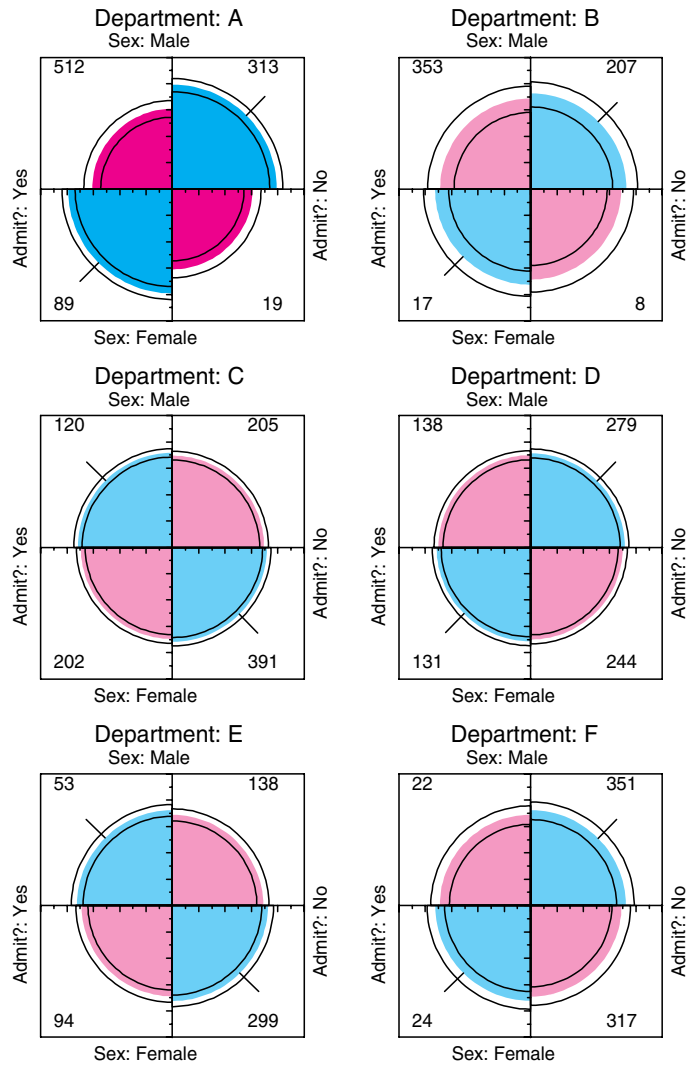 Department: A
Sex: Male
512 313
Admit?: Yes
Admit?: No
89 19
Sex: Female
Department: B
Sex: Male
353 207
Admit?: Yes
Admit?: No
17 8
Sex: Female
Department: C
Sex: Male
120 205
Admit?: Yes
Admit?: No
202 391
Sex: Female
Department: D
Sex: Male
138 279
Admit?: Yes
Admit?: No
131 244
Sex: Female
Department: E
Sex: Male
53 138
Admit?: Yes
Admit?: No
94 299
Sex: Female
Department: F
Sex: Male
22 351
Admit?: Yes
Admit?: No
24 317
Sex: Female